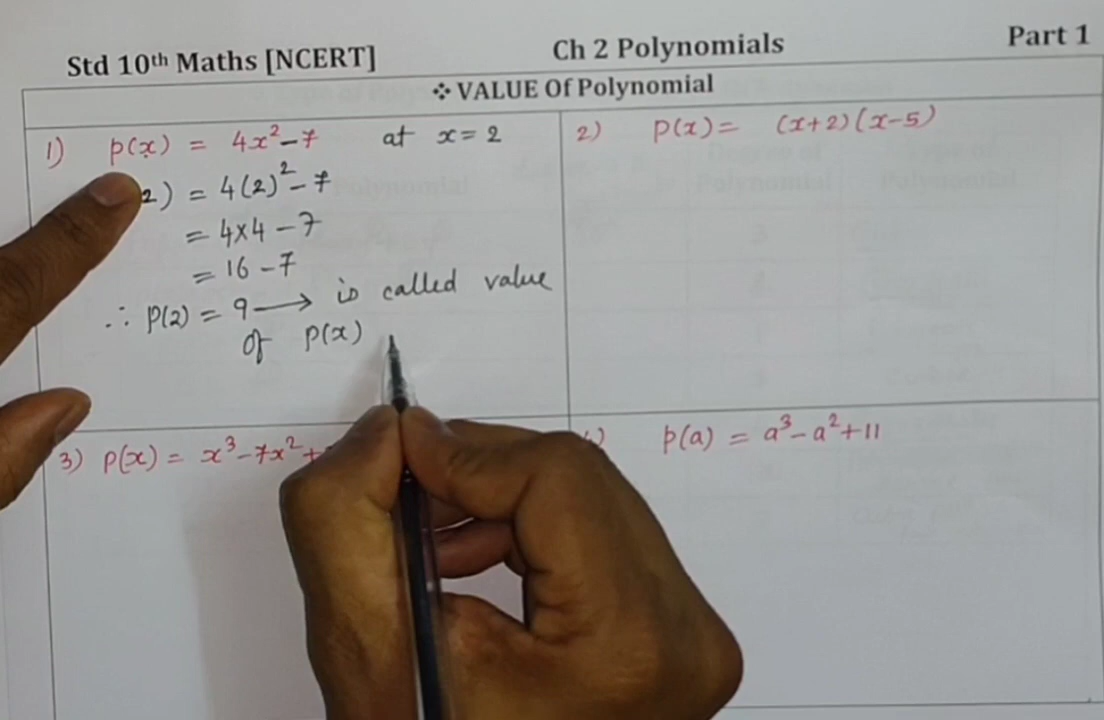 Std 10th Maths [NCERT] Ch 2 Polynomials Part 1
❖ VALUE Of Polynomial
1) p(x) = 4x² - 7 at x = 2
2) = 4(2)² - 7
= 4×4 - 7
= 16 - 7
∴ p(2) = 9 ⟶ is called value
of p(x)
2) P(x) = (x+2)(x-5)
3) p(x) = x³ - 7x² +
p(a) = a³ - a² + 11